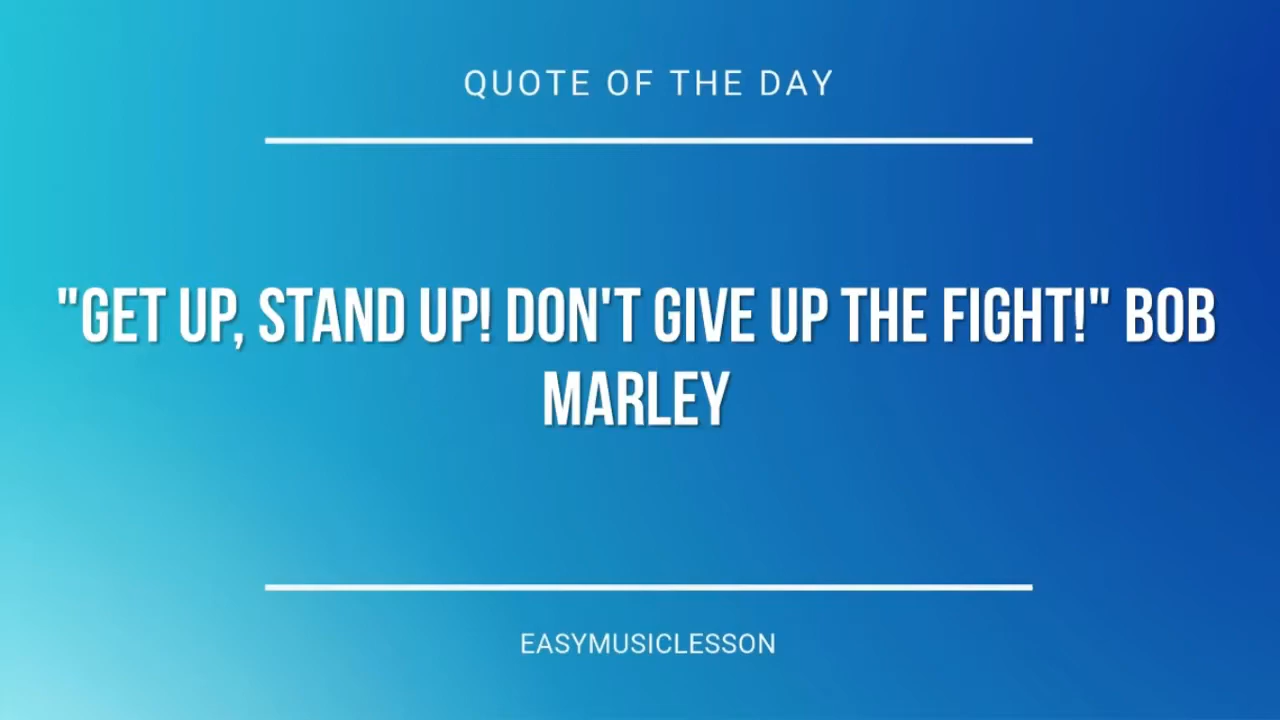 QUOTE OF THE DAY
"GET UP, STAND UP! DON'T GIVE UP THE FIGHT!" BOB
MARLEY
EASYMUSICLESSON